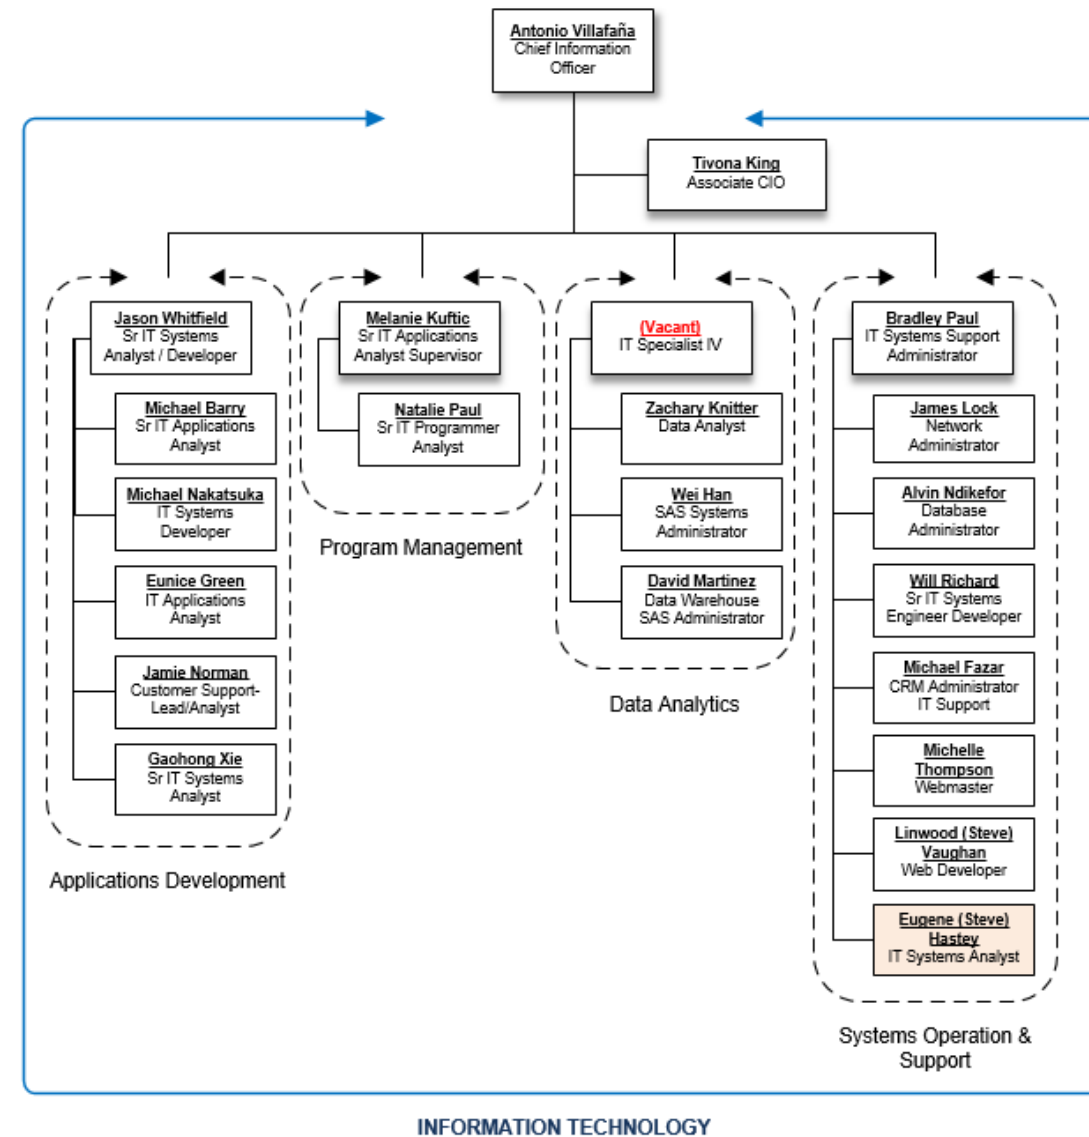 Antonio Villafaña
Chief Information
Officer
Tivona King
Associate CIO
Jason Whitfield
Sr IT Systems
Analyst / Developer
Michael Barry
Sr IT Applications
Analyst
Michael Nakatsuka
IT Systems
Developer
Eunice Green
IT Applications
Analyst
Jamie Norman
Customer Support-
Lead/Analyst
Gaohong Xie
Sr IT Systems
Analyst
Applications Development
Melanie Kuftic
Sr IT Applications
Analyst Supervisor
Natalie Paul
Sr IT Programmer
Analyst
Program Management
(Vacant)
IT Specialist IV
Zachary Knitter
Data Analyst
Wei Han
SAS Systems
Administrator
David Martinez
Data Warehouse
SAS Administrator
Data Analytics
Bradley Paul
IT Systems Support
Administrator
James Lock
Network
Administrator
Alvin Ndikefor
Database
Administrator
Will Richard
Sr IT Systems
Engineer Developer
Michael Fazar
CRM Administrator
IT Support
Michelle
Thompson
Webmaster
Linwood (Steve)
Vaughan
Web Developer
Eugene (Steve)
Hastey
IT Systems Analyst
Systems Operation &
Support
INFORMATION TECHNOLOGY